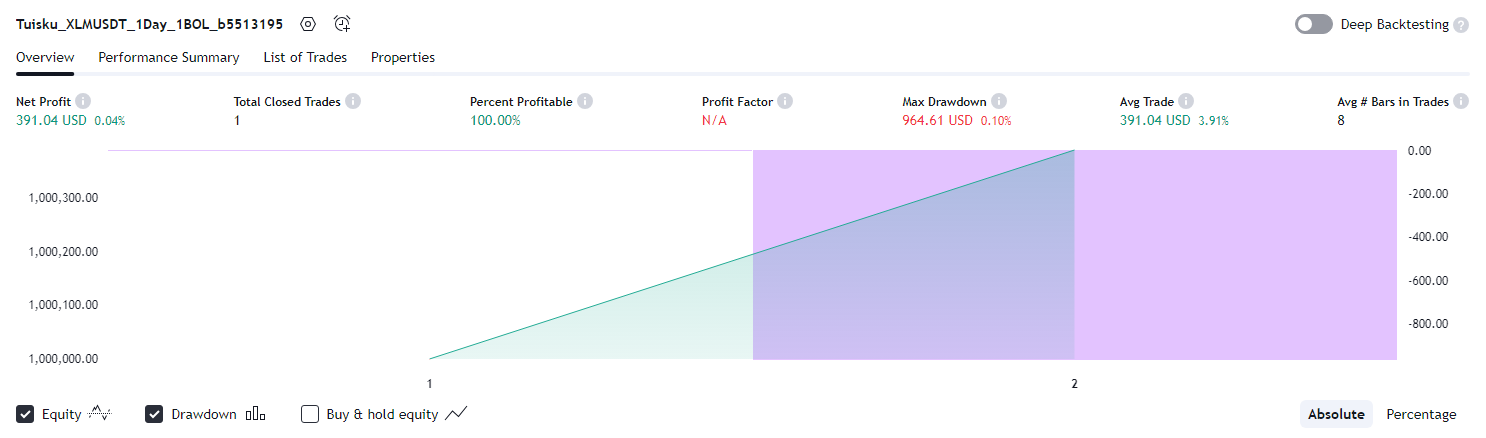 Tuisku_XLMUSDT_1Day_1BOL_b5513195
Deep Backtesting ?
Overview Performance Summary List of Trades Properties
Net Profit Total Closed Trades Percent Profitable Profit Factor Max Drawdown Avg Trade Avg # Bars in Trades
391.04 USD 0.04% 1 100.00% N/A 964.61 USD 0.10% 391.04 USD 3.91% 8
0.00
1,000,300.00 -200.00
1,000,200.00 -400.00
1,000,100.00 -600.00
-800.00
1,000,000.00
1 2
Equity Drawdown Buy & hold equity Absolute Percentage